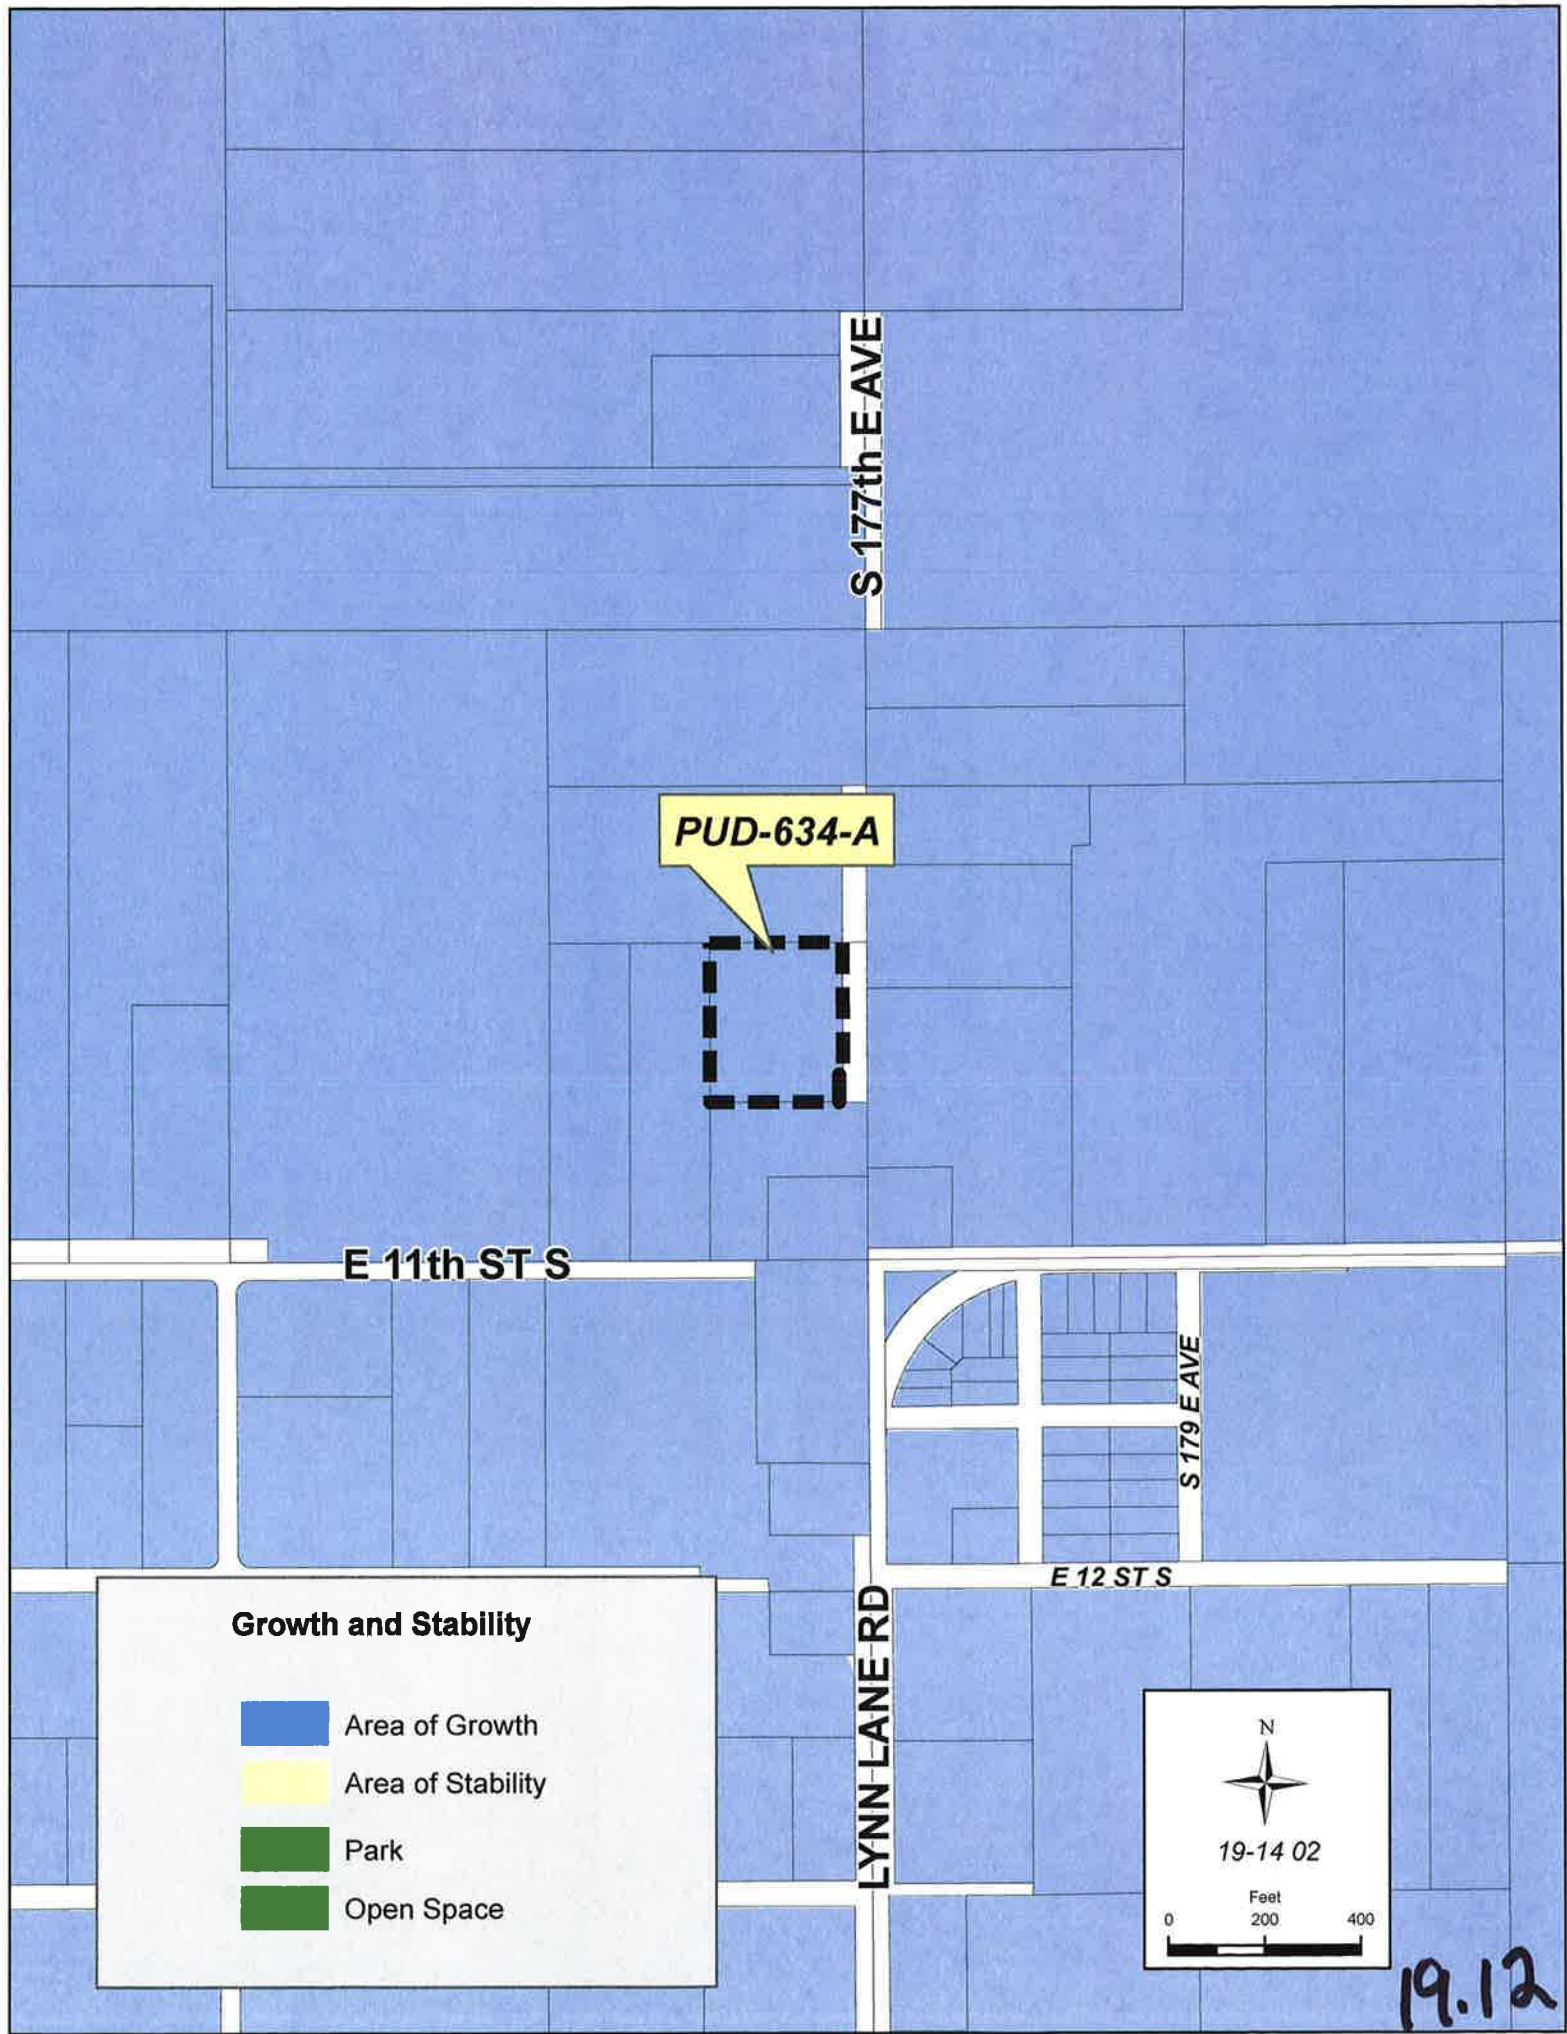 S 177th E AVE
PUD-634-A
E 11th ST S
S 179 E AVE
E 12 ST S
LYNN LANE RD
Growth and Stability
Area of Growth
Area of Stability
Park
Open Space
N
19-14 02
Feet
0 200 400
19.12